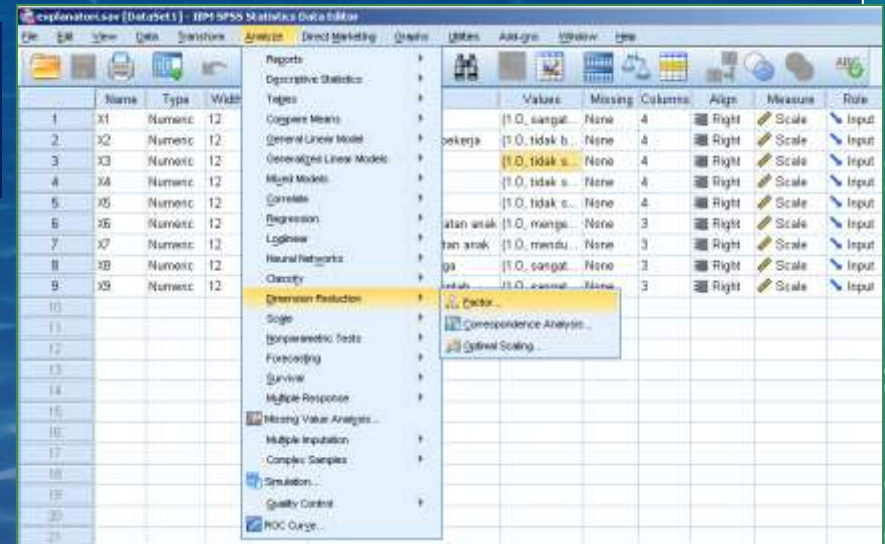 explanatori.sav [DataSet1] - IBM SPSS Statistics Data Editor
File Edit View Data Transform Analyze Direct Marketing Graphs Utilities Add-ons Window Help
Name Type Width Values Missing Columns Align Measure Role
1 X1 Numeric 12 {1.0, sangat... None 4 Right Scale Input
2 X2 Numeric 12 bekerja {1.0, tidak b... None 4 Right Scale Input
3 X3 Numeric 12 {1.0, tidak s... None 4 Right Scale Input
4 X4 Numeric 12 {1.0, tidak s... None 4 Right Scale Input
5 X5 Numeric 12 {1.0, tidak s... None 4 Right Scale Input
6 X6 Numeric 12 atan anak {1.0, menge... None 3 Right Scale Input
7 X7 Numeric 12 tan anak {1.0, mendu... None 3 Right Scale Input
8 X8 Numeric 12 ga {1.0, sangat... None 3 Right Scale Input
9 X9 Numeric 12 intah {1.0, sangat... None 3 Right Scale Input
10
11
12
13
14
15
16
17
18
19
20
21
Reports
Descriptive Statistics
Tables
Compare Means
General Linear Model
Generalized Linear Models
Mixed Models
Correlate
Regression
Loglinear
Neural Networks
Classify
Dimension Reduction
Scale
Nonparametric Tests
Forecasting
Survival
Multiple Response
Missing Value Analysis...
Multiple Imputation
Complex Samples
Simulation...
Quality Control
ROC Curve...
Factor...
Correspondence Analysis...
Optimal Scaling...